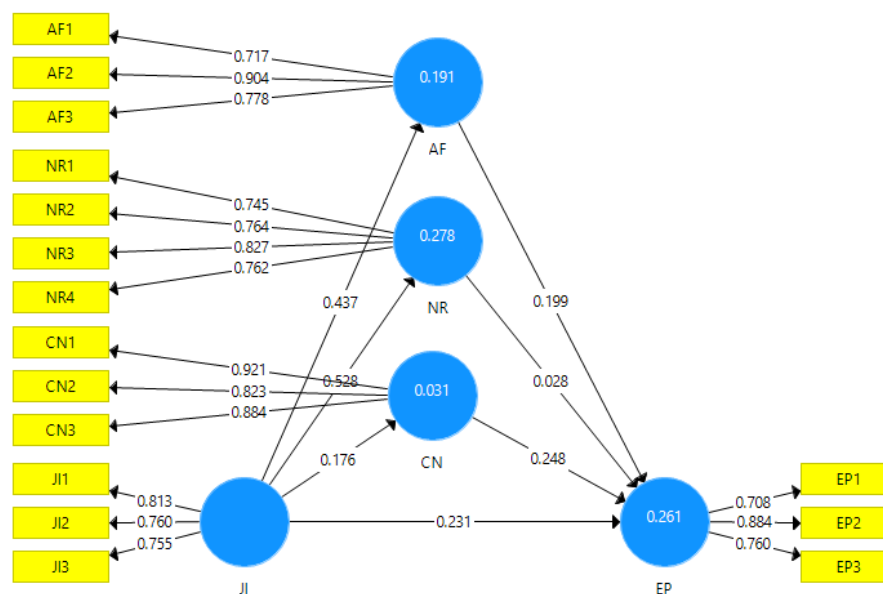 AF1
AF2
AF3
0.717
0.904
0.778
0.191
AF
NR1
NR2
NR3
NR4
0.745
0.764
0.827
0.762
0.278
NR
0.437
0.528
0.199
0.028
CN1
CN2
CN3
0.921
0.823
0.884
0.031
CN
0.176
0.248
JI1
JI2
JI3
0.813
0.760
0.755
JI
0.231
0.261
EP
0.708
0.884
0.760
EP1
EP2
EP3